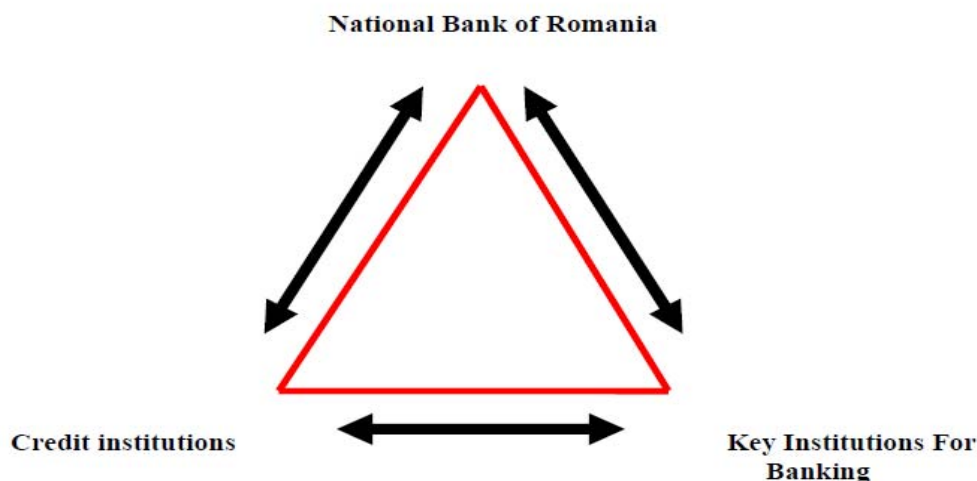 National Bank of Romania
Credit institutions
Key Institutions For
Banking